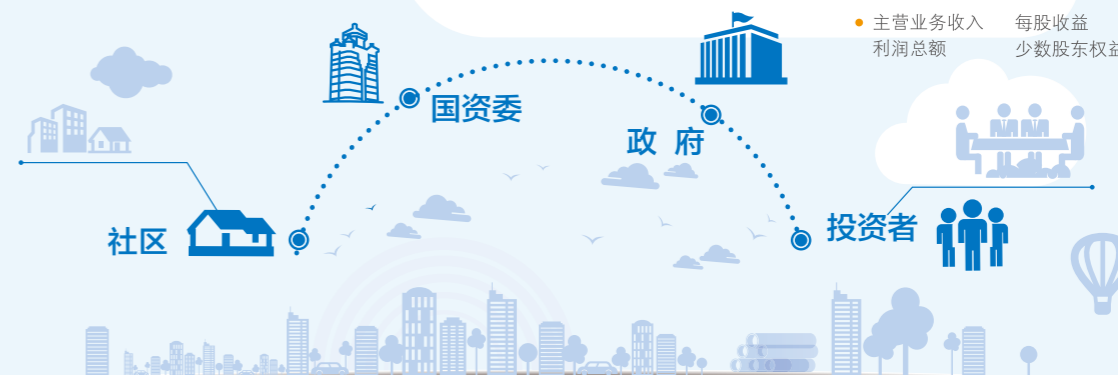 主营业务收入 每股收益
利润总额 少数股东权益
国资委
政 府
社区
投资者